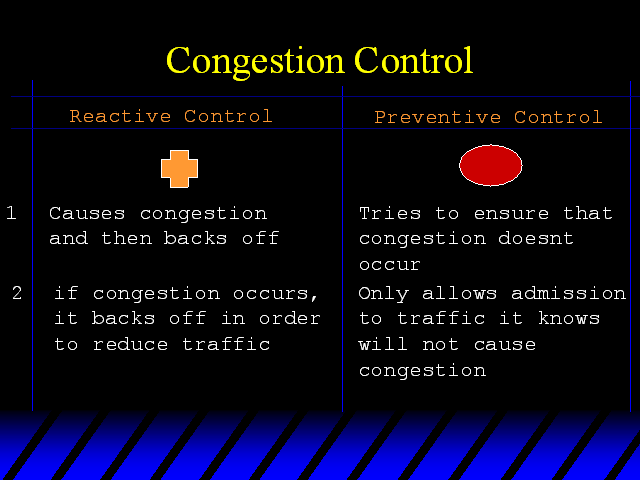 Congestion Control
Reactive Control
Preventive Control
1
Causes congestion
and then backs off
Tries to ensure that
congestion doesnt
occur
2
if congestion occurs,
it backs off in order
to reduce traffic
Only allows admission
to traffic it knows
will not cause
congestion